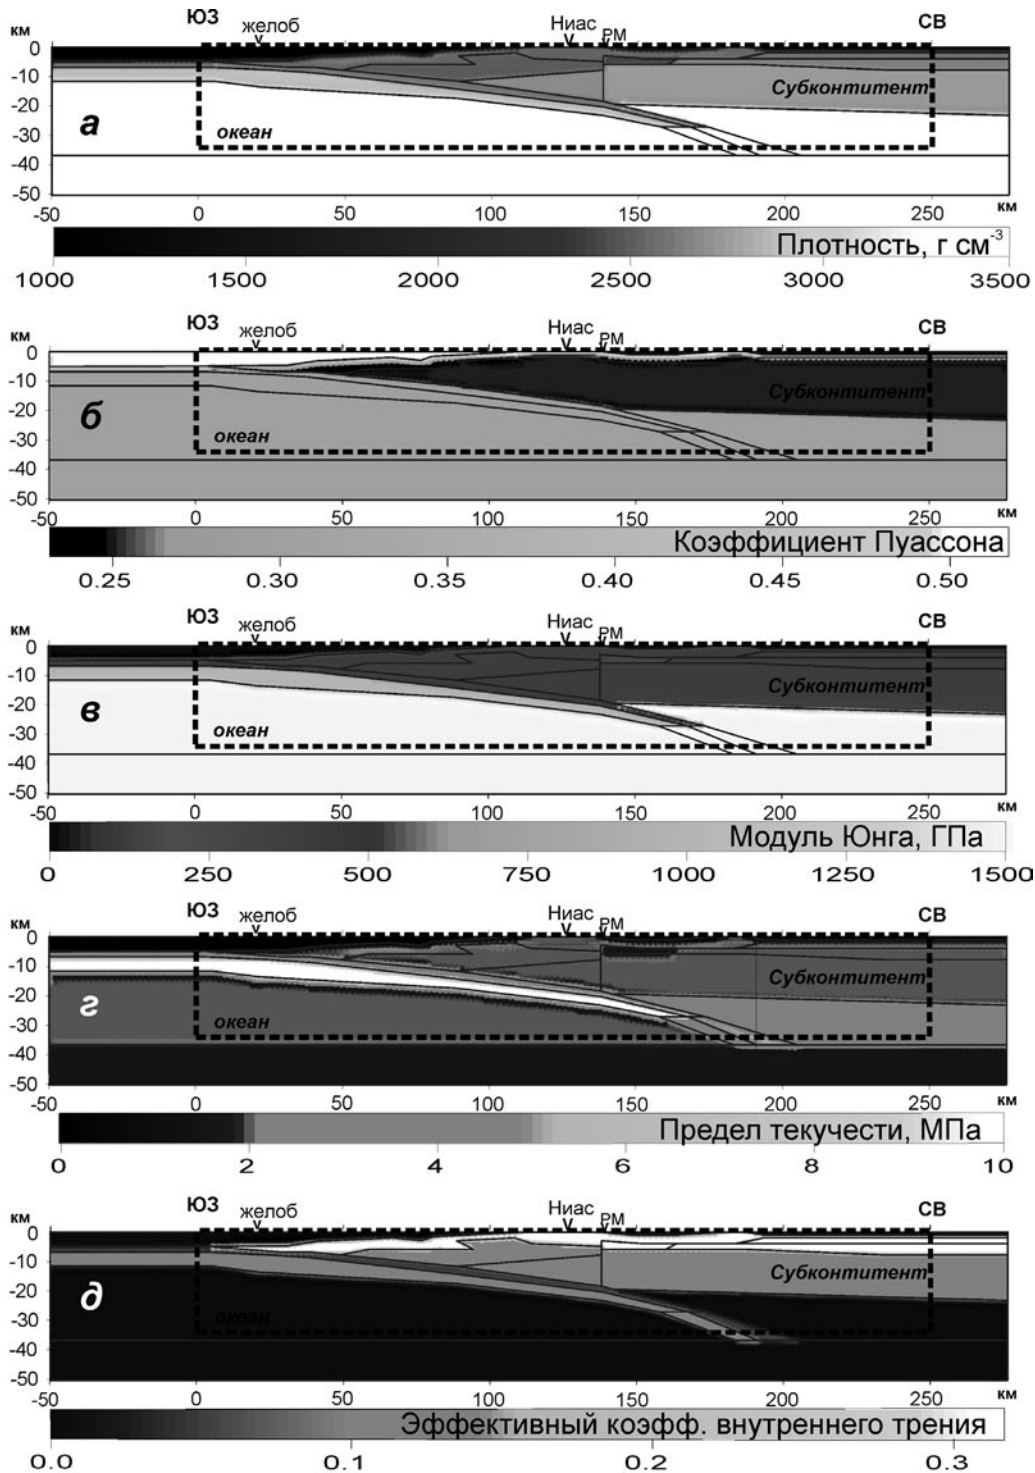 ЮЗ желоб Ниас РМ СВ
км
0
-10
-20
-30
-40
-50
а
океан
Субконтитент
-50 0 50 100 150 200 250 км
Плотность, г см-3
1000 1500 2000 2500 3000 3500
ЮЗ желоб Ниас РМ СВ
км
0
-10
-20
-30
-40
-50
б
океан
Субконтитент
-50 0 50 100 150 200 250 км
Коэффициент Пуассона
0.25 0.30 0.35 0.40 0.45 0.50
ЮЗ желоб Ниас РМ СВ
км
0
-10
-20
-30
-40
-50
в
океан
Субконтитент
-50 0 50 100 150 200 250 км
Модуль Юнга, ГПа
0 250 500 750 1000 1250 1500
ЮЗ желоб Ниас РМ СВ
км
0
-10
-20
-30
-40
-50
г
океан
Субконтитент
-50 0 50 100 150 200 250 км
Предел текучести, МПа
0 2 4 6 8 10
ЮЗ желоб Ниас РМ СВ
км
0
-10
-20
-30
-40
-50
д
океан
Субконтитент
-50 0 50 100 150 200 250 км
Эффективный коэфф. внутреннего трения
0.0 0.1 0.2 0.3